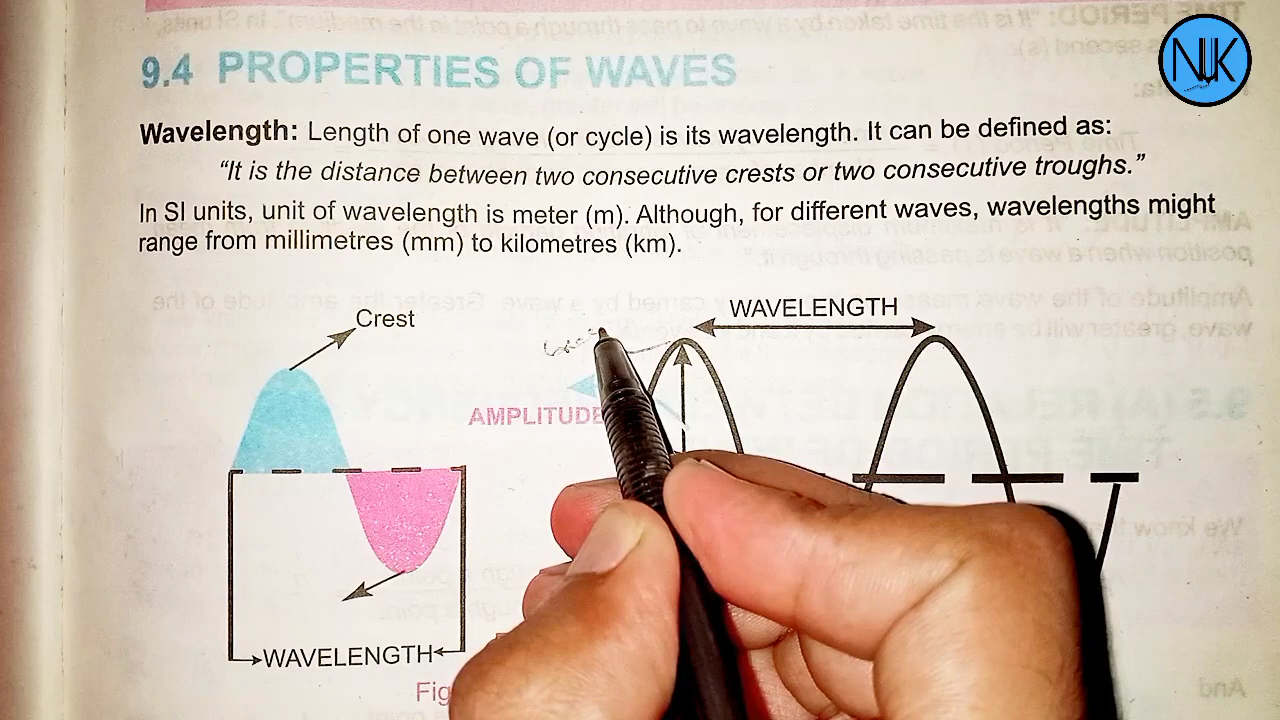 NUK
9.4 PROPERTIES OF WAVES
Wavelength: Length of one wave (or cycle) is its wavelength. It can be defined as:
“It is the distance between two consecutive crests or two consecutive troughs.”
In SI units, unit of wavelength is meter (m). Although, for different waves, wavelengths might
range from millimetres (mm) to kilometres (km).
Crest
WAVELENGTH
AMPLITUDE
WAVELENGTH
Fig